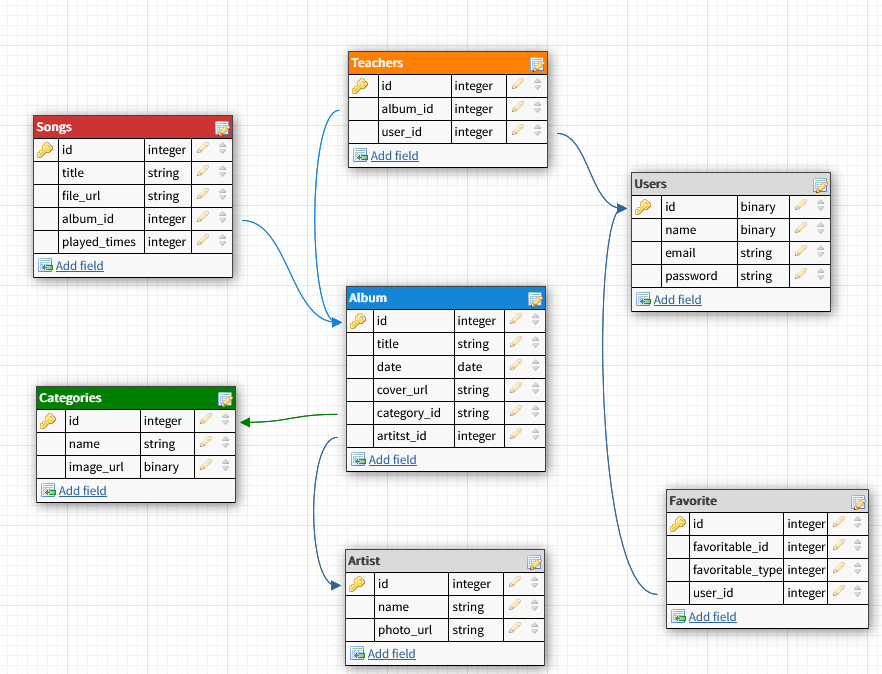 Teachers
id integer
album_id integer
user_id integer
Add field
Songs
id integer
title string
file_url string
album_id integer
played_times integer
Add field
Users
id binary
name binary
email string
password string
Add field
Album
id integer
title string
date date
cover_url string
category_id string
artitst_id integer
Add field
Categories
id integer
name string
image_url binary
Add field
Favorite
id integer
favoritable_id integer
favoritable_type integer
user_id integer
Add field
Artist
id integer
name string
photo_url string
Add field